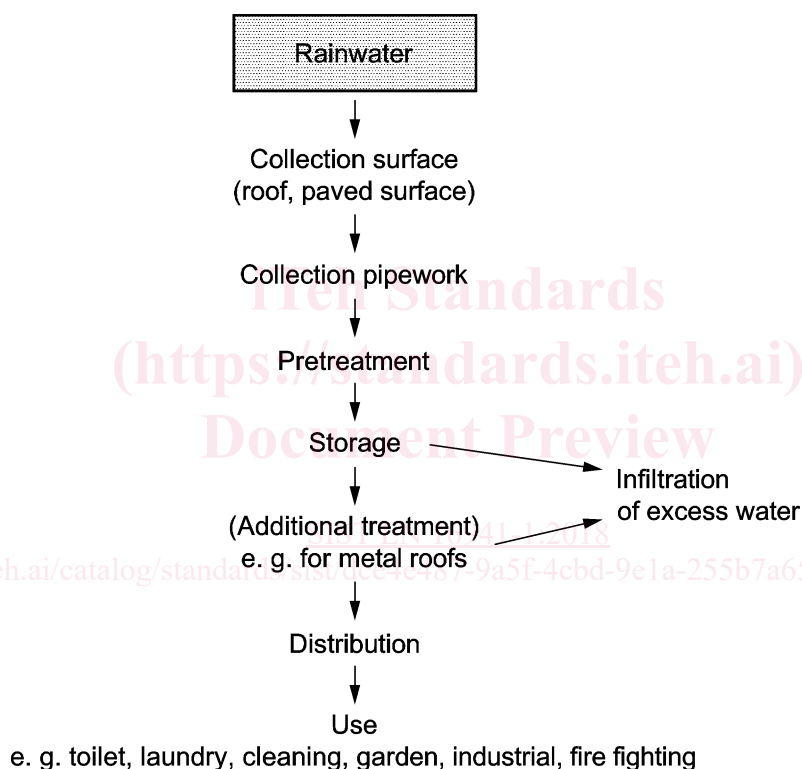 Rainwater
Collection surface
(roof, paved surface)
Collection pipework
iTeh Standards
(https://standards.iteh.ai)
Pretreatment
Document Preview
Storage
Infiltration
of excess water
(Additional treatment)
e. g. for metal roofs
Distribution
Use
e. g. toilet, laundry, cleaning, garden, industrial, fire fighting